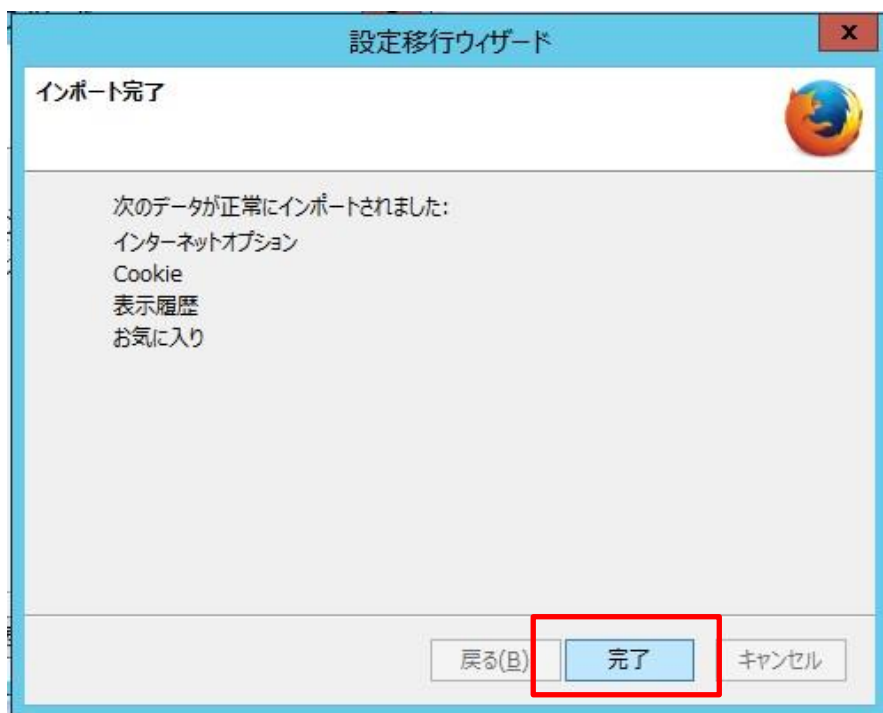 設定移行ウィザード
x
インポート完了
次のデータが正常にインポートされました:
インターネットオプション
Cookie
表示履歴
お気に入り
戻る(B) 完了 キャンセル